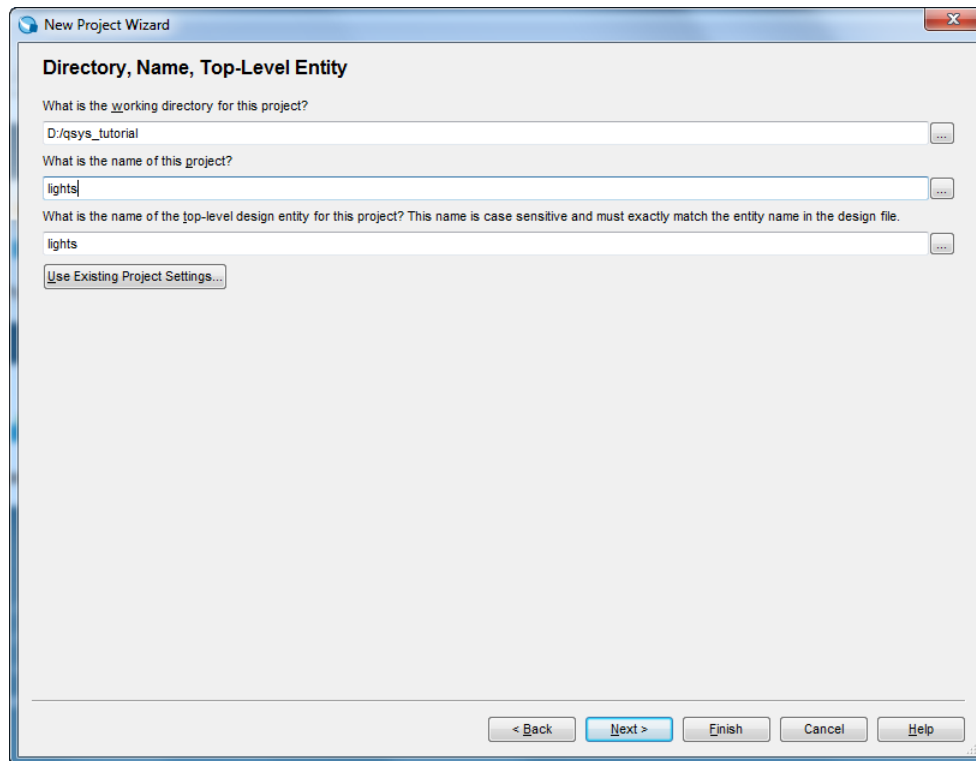 New Project Wizard
Directory, Name, Top-Level Entity
What is the working directory for this project?
D:/qsys_tutorial
...
What is the name of this project?
lights
...
What is the name of the top-level design entity for this project? This name is case sensitive and must exactly match the entity name in the design file.
lights
...
Use Existing Project Settings...
< Back Next > Finish Cancel Help